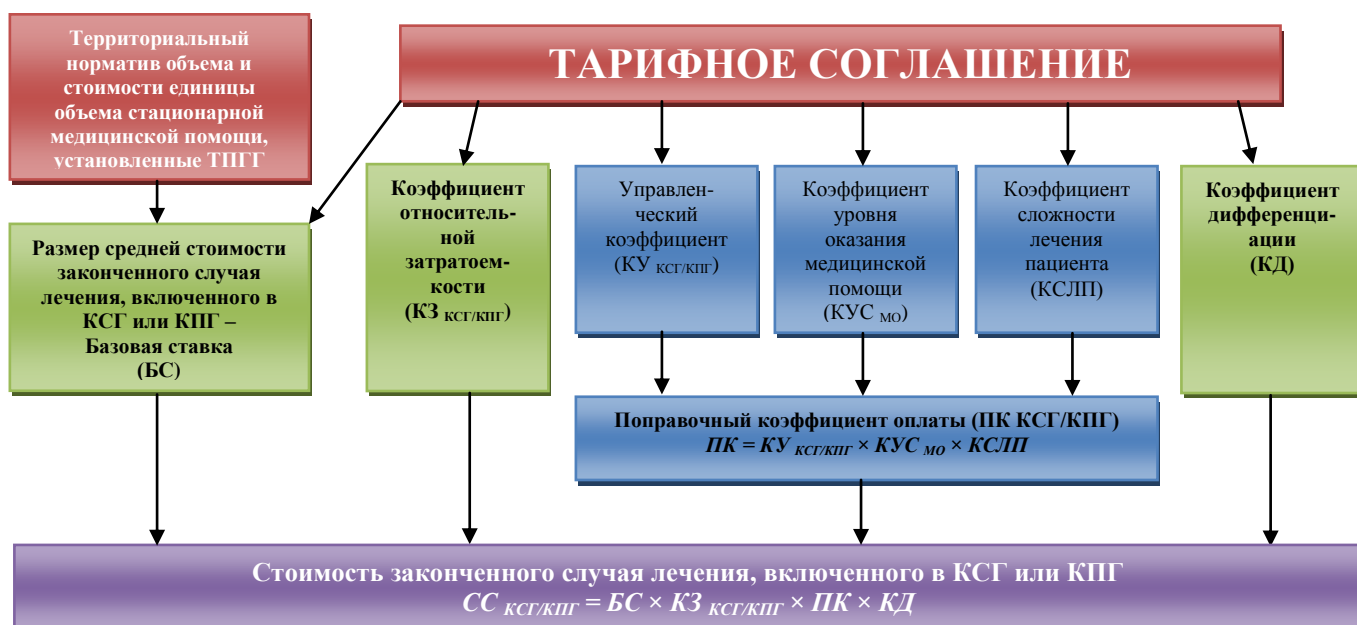 Территориальный
норматив объема и
стоимости единицы
объема стационарной
медицинской помощи,
установленные ТПГГ
ТАРИФНОЕ СОГЛАШЕНИЕ
Размер средней стоимости
законченного случая
лечения, включенного в
КСГ или КПГ –
Базовая ставка
(БС)
Коэффициент
относитель-
ной
затратоем-
кости
(КЗ КСГ/КПГ)
Управлен-
ческий
коэффициент
(КУ КСГ/КПГ)
Коэффициент
уровня
оказания
медицинской
помощи
(КУС МО)
Коэффициент
сложности
лечения
пациента
(КСЛП)
Коэффициент
дифференци-
ации
(КД)
Поправочный коэффициент оплаты (ПК КСГ/КПГ)
ПК = КУ КСГ/КПГ × КУС МО × КСЛП
Стоимость законченного случая лечения, включенного в КСГ или КПГ
СС КСГ/КПГ = БС × КЗ КСГ/КПГ × ПК × КД